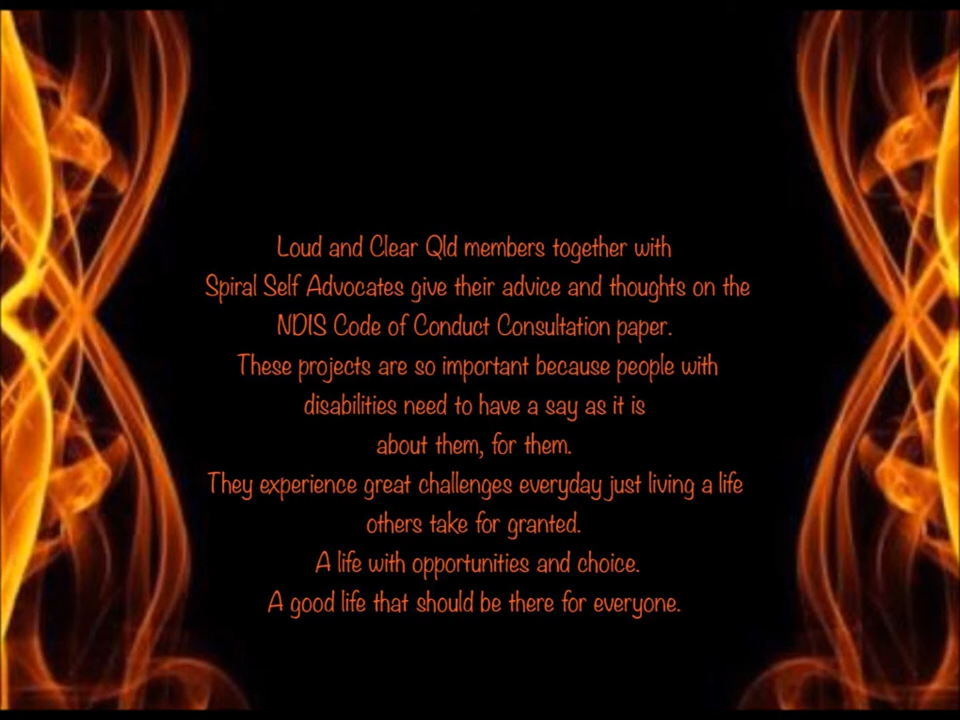 Loud and Clear Qld members together with
Spiral Self Advocates give their advice and thoughts on the
NDIS Code of Conduct Consultation paper.
These projects are so important because people with
disabilities need to have a say as it is
about them, for them.
They experience great challenges everyday just living a life
others take for granted.
A life with opportunities and choice.
A good life that should be there for everyone.